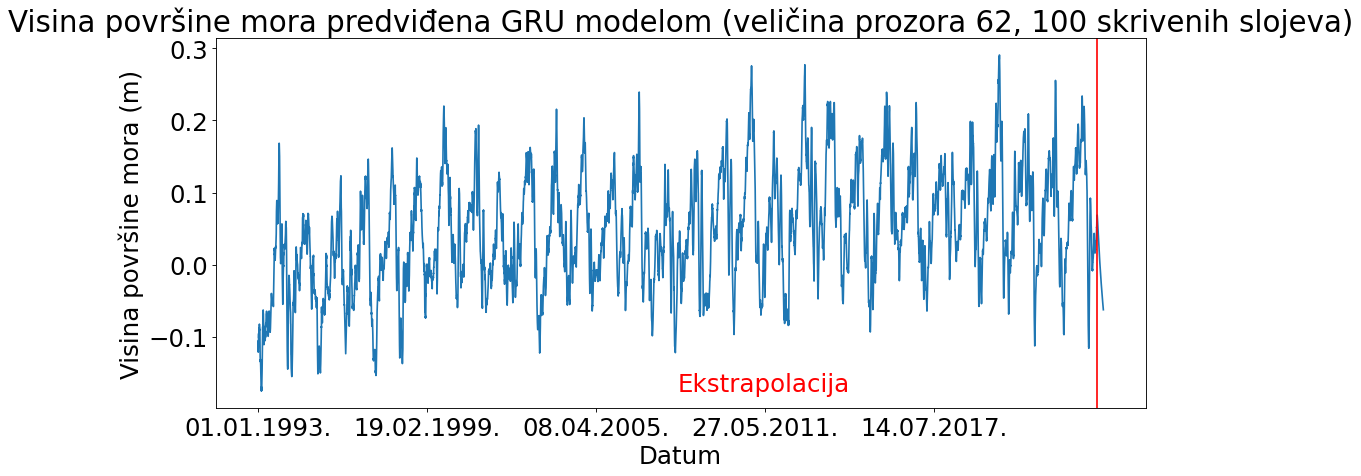 Visina površine mora predviđena GRU modelom (veličina prozora 62, 100 skrivenih slojeva)
Visina površine mora (m)
0.3
0.2
0.1
0.0
−0.1
Ekstrapolacija
01.01.1993. 19.02.1999. 08.04.2005. 27.05.2011. 14.07.2017.
Datum